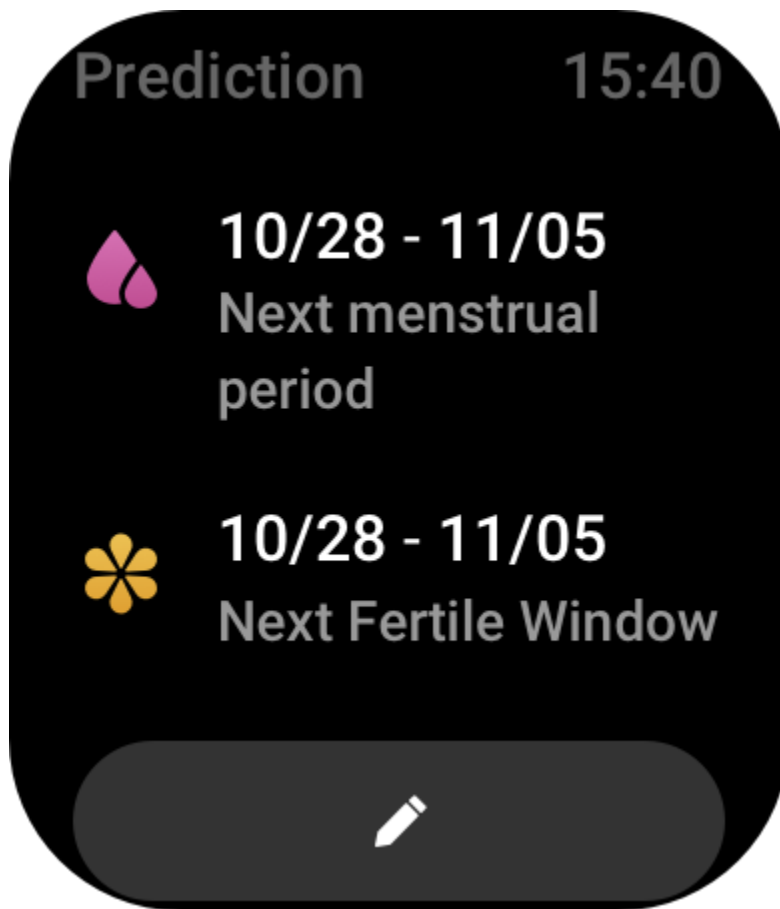 Prediction 15:40
10/28 - 11/05
Next menstrual
period
10/28 - 11/05
Next Fertile Window